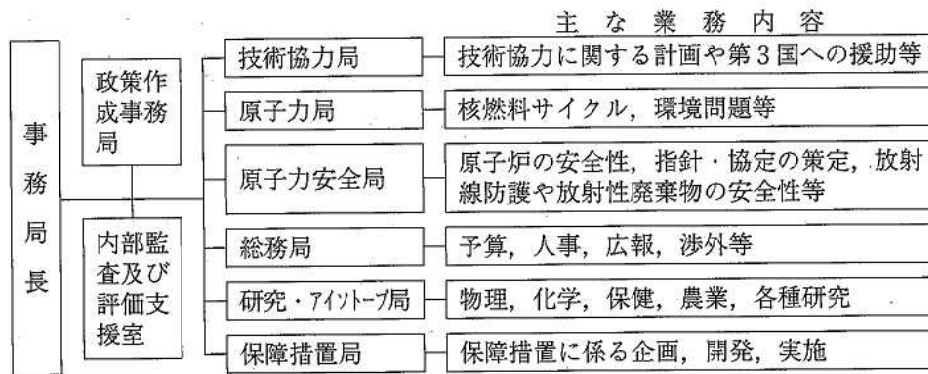 主な業務内容
事務局長
政策作
成事務
局
内部監
査及び
評価支
援室
技術協力局
技術協力に関する計画や第3国への援助等
原子力局
核燃料サイクル，環境問題等
原子力安全局
原子炉の安全性，指針・協定の策定，放射
線防護や放射性廃棄物の安全性等
総務局
予算，人事，広報，渉外等
研究・アイソトープ局
物理，化学，保健，農業，各種研究
保障措置局
保障措置に係る企画，開発，実施